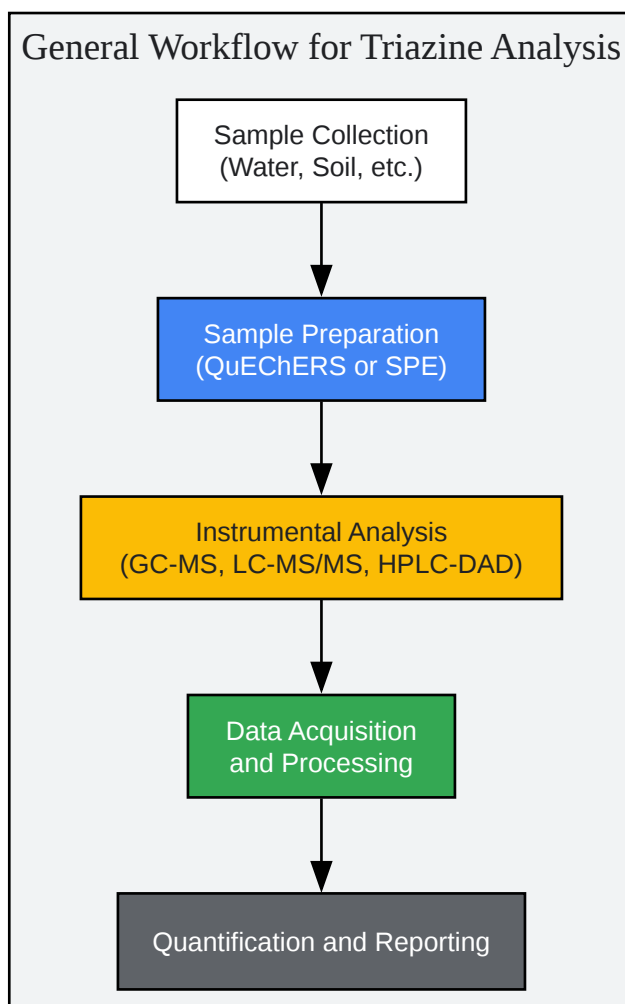 General Workflow for Triazine Analysis
Sample Collection
(Water, Soil, etc.)
Sample Preparation
(QuEChERS or SPE)
Instrumental Analysis
(GC-MS, LC-MS/MS, HPLC-DAD)
Data Acquisition
and Processing
Quantification and Reporting